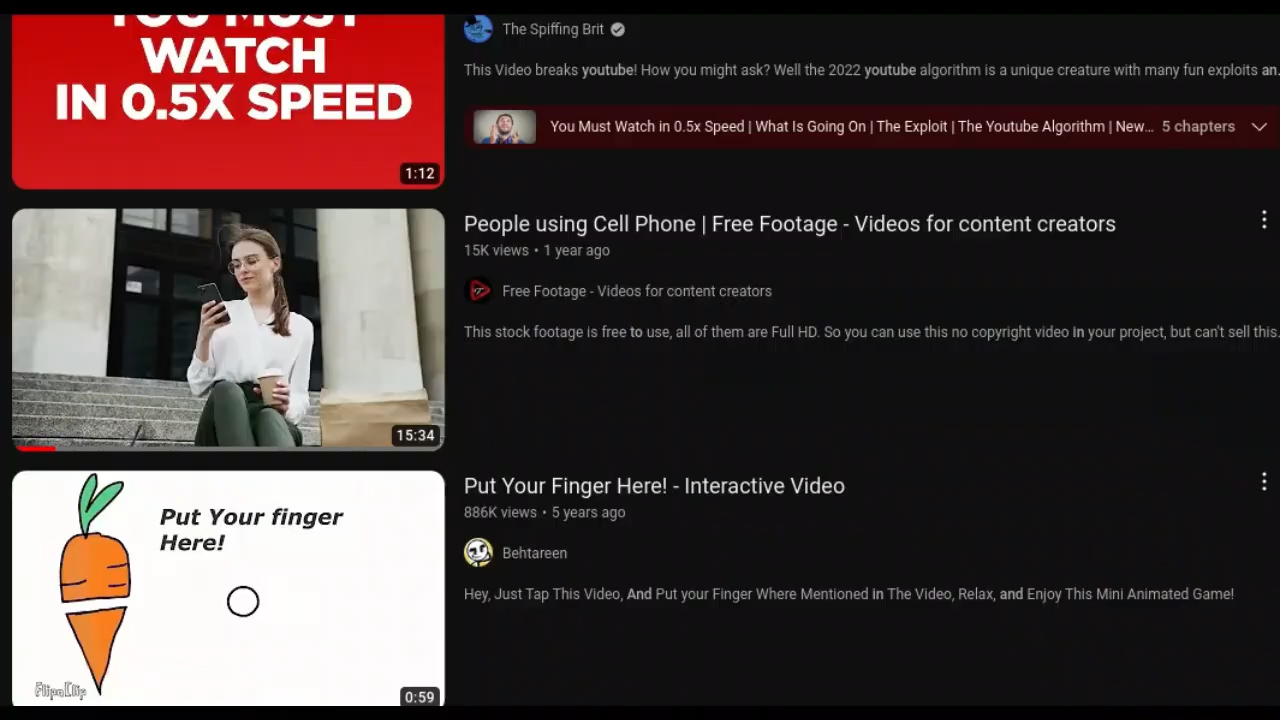 YOU MUST
WATCH
IN 0.5X SPEED
1:12
The Spiffing Brit
This Video breaks youtube! How you might ask? Well the 2022 youtube algorithm is a unique creature with many fun exploits an.
You Must Watch in 0.5x Speed | What Is Going On | The Exploit | The Youtube Algorithm | New... 5 chapters
15:34
People using Cell Phone | Free Footage - Videos for content creators
15K views • 1 year ago
Free Footage - Videos for content creators
This stock footage is free to use, all of them are Full HD. So you can use this no copyright video in your project, but can't sell this.
Put Your finger
Here!
FlipaClip
0:59
Put Your Finger Here! - Interactive Video
886K views • 5 years ago
Behtareen
Hey, Just Tap This Video, And Put your Finger Where Mentioned in The Video, Relax, and Enjoy This Mini Animated Game!